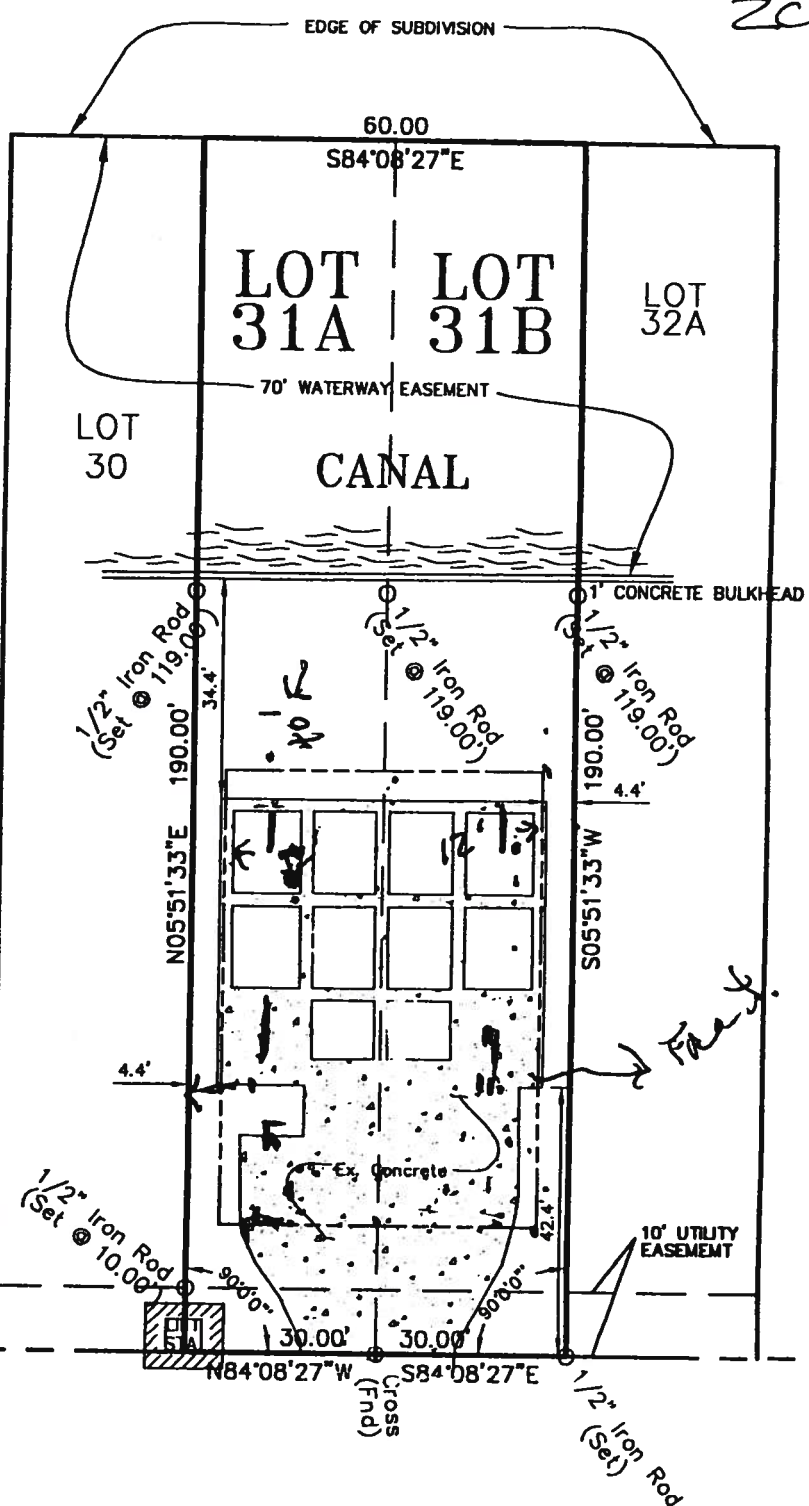 EDGE OF SUBDIVISION
60.00
S84°08'27"E
LOT
31A
LOT
31B
LOT
32A
70' WATERWAY EASEMENT
LOT
30
CANAL
1' CONCRETE BULKHEAD
1/2" Iron Rod
(Set @ 119.00')
1/2" Iron Rod
(Set @ 119.00')
1/2" Iron Rod
(Set @ 119.00')
34.4'
190.00'
N05°51'33"E
190.00'
S05°51'33"W
4.4'
12
4.4'
Ex. Concrete
42.4'
1/2" Iron Rod
(Set @ 10.00')
10' UTILITY
EASEMEMT
90°0'0"
90°0'0"
30.00'
30.00'
N84°08'27"W
S84°08'27"E
Cross
(Fnd)
1/2" Iron Rod
(Set)